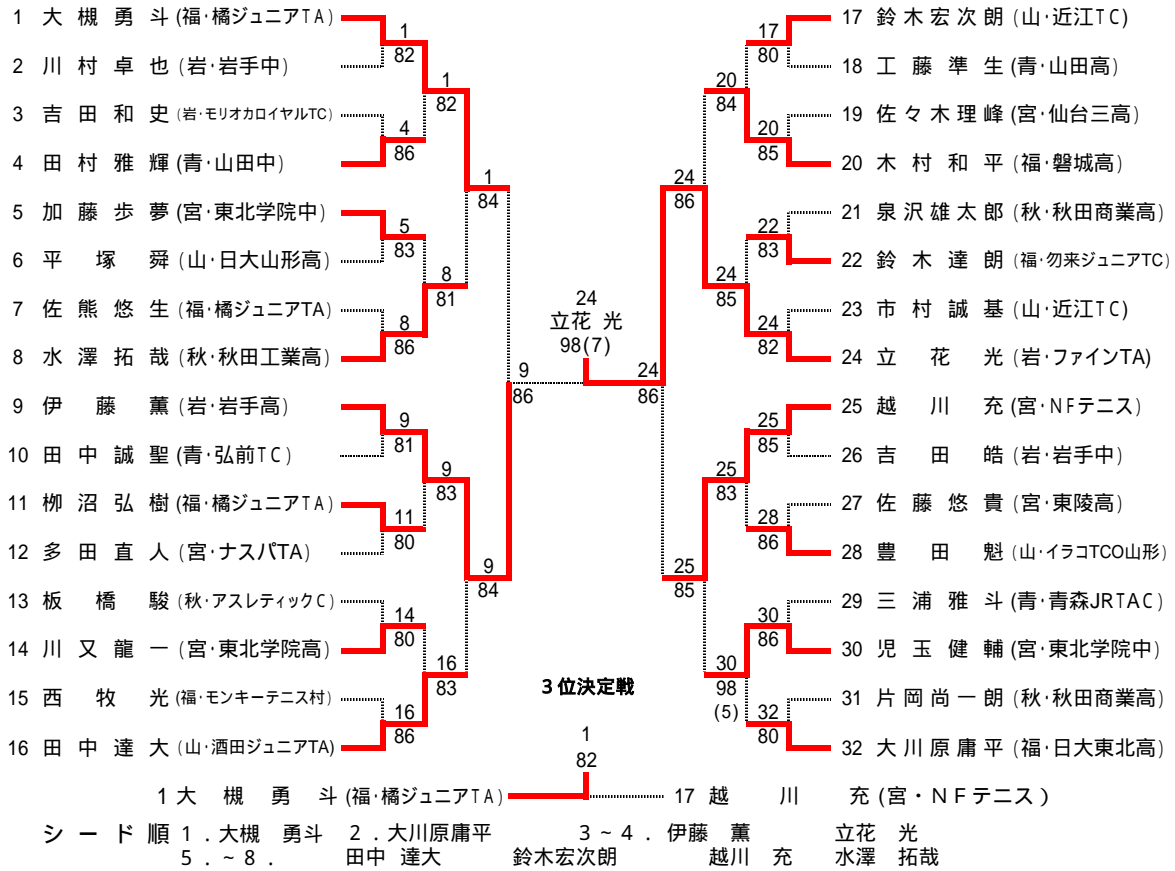 1 大槻勇斗 (福・橘ジュニアTA)
2 川村卓也 (岩・岩手中)
3 吉田和史 (岩・モリオカロイヤルTC)
4 田村雅輝 (青・山田中)
5 加藤歩夢 (宮・東北学院中)
6 平塚舜 (山・日大山形高)
7 佐熊悠生 (福・橘ジュニアTA)
8 水澤拓哉 (秋・秋田工業高)
9 伊藤薫 (岩・岩手高)
10 田中誠聖 (青・弘前TC)
11 栁沼弘樹 (福・橘ジュニアTA)
12 多田直人 (宮・ナスパTA)
13 板橋駿 (秋・アスレティックC)
14 川又龍一 (宮・東北学院高)
15 西牧光 (福・モンキーテニス村)
16 田中達大 (山・酒田ジュニアTA)
1
82
4
86
5
83
8
86
9
81
11
80
14
80
16
86
1
82
8
81
9
83
16
83
1
84
9
84
9
86
24
立花 光
98(7)
24
86
24
86
25
85
20
84
24
85
25
83
30
98
(5)
17
80
20
85
22
83
24
82
25
85
28
86
30
86
32
80
17 鈴木宏次朗 (山・近江TC)
18 工藤準生 (青・山田高)
19 佐々木理峰 (宮・仙台三高)
20 木村和平 (福・磐城高)
21 泉沢雄太郎 (秋・秋田商業高)
22 鈴木達朗 (福・勿来ジュニアTC)
23 市村誠基 (山・近江TC)
24 立花光 (岩・ファインTA)
25 越川充 (宮・NFテニス)
26 吉田皓 (岩・岩手中)
27 佐藤悠貴 (宮・東陵高)
28 豊田魁 (山・イラコTCO山形)
29 三浦雅斗 (青・青森JRTAC)
30 児玉健輔 (宮・東北学院中)
31 片岡尚一朗 (秋・秋田商業高)
32 大川原庸平 (福・日大東北高)
3位決定戦
1
82
1 大槻勇斗 (福・橘ジュニアTA) 17 越川充 (宮・NFテニス)
シード順 1.大槻 勇斗 2.大川原庸平 3~4.伊藤 薫 立花 光
5.~8. 田中 達大 鈴木宏次朗 越川 充 水澤 拓哉